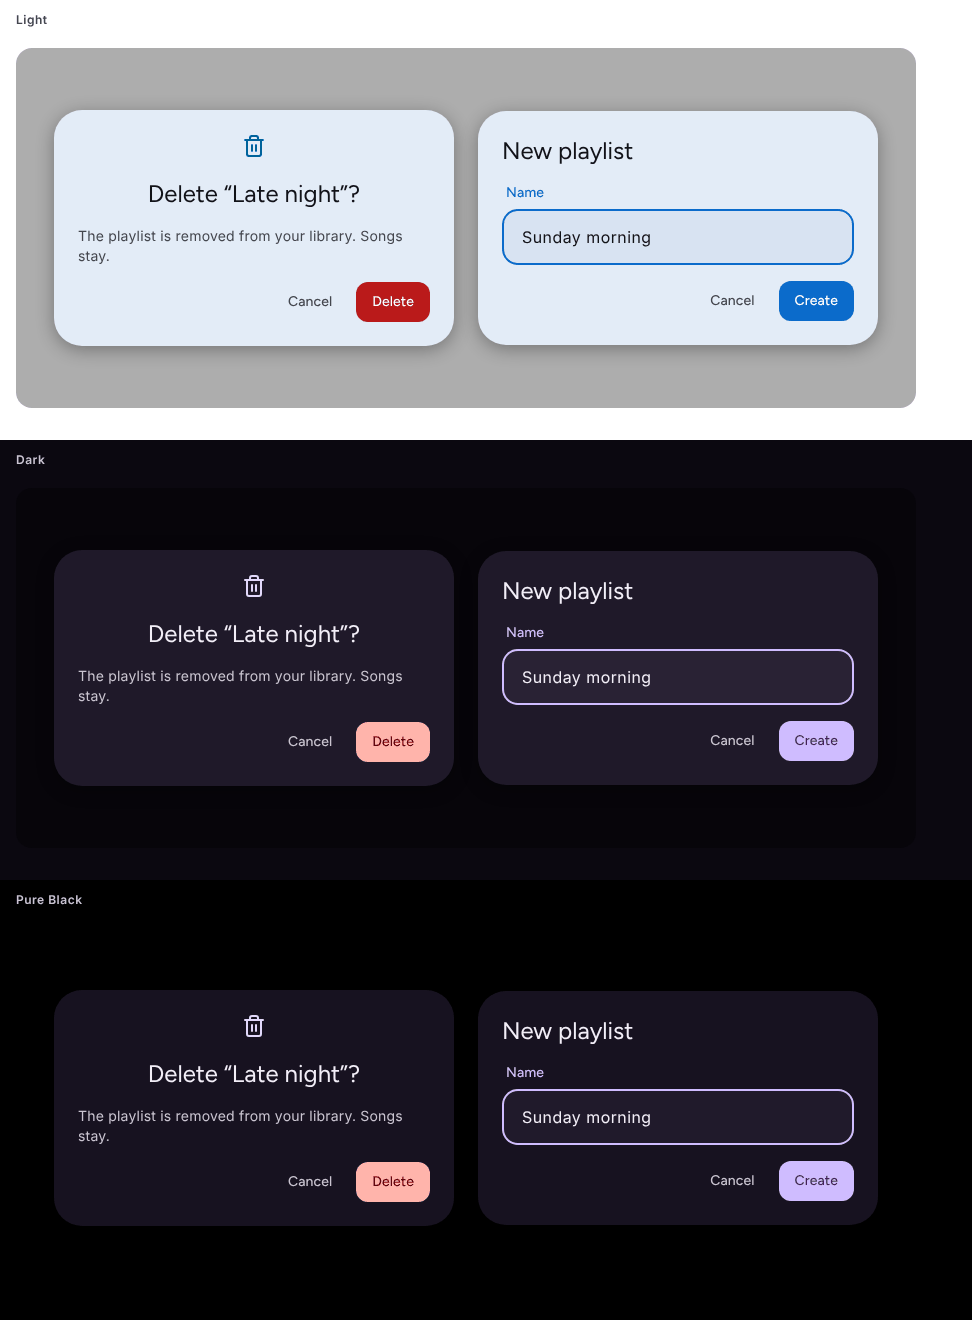 Light
Delete “Late night”?
The playlist is removed from your library. Songs
stay.
Cancel
Delete
New playlist
Name
Sunday morning
Cancel
Create
Dark
Delete “Late night”?
The playlist is removed from your library. Songs
stay.
Cancel
Delete
New playlist
Name
Sunday morning
Cancel
Create
Pure Black
Delete “Late night”?
The playlist is removed from your library. Songs
stay.
Cancel
Delete
New playlist
Name
Sunday morning
Cancel
Create